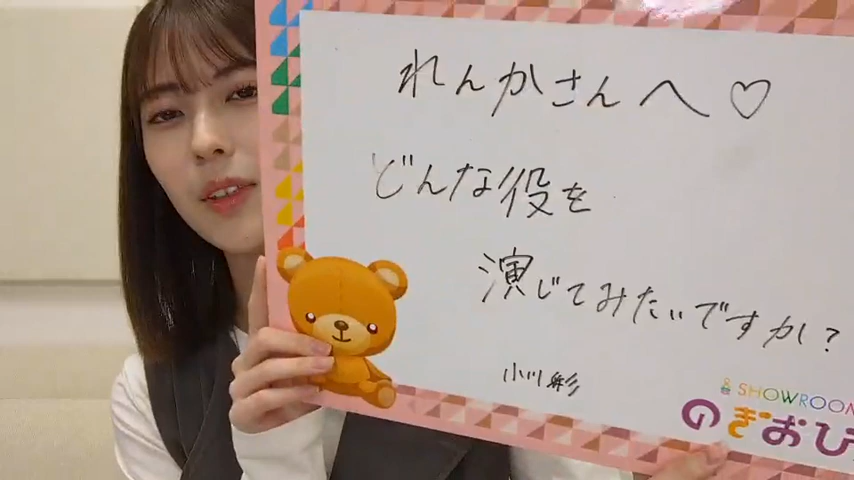 れんかさんへ♡
どんな役を
演じてみたいですか?
小川 彩
SHOWROOM
のぎおび